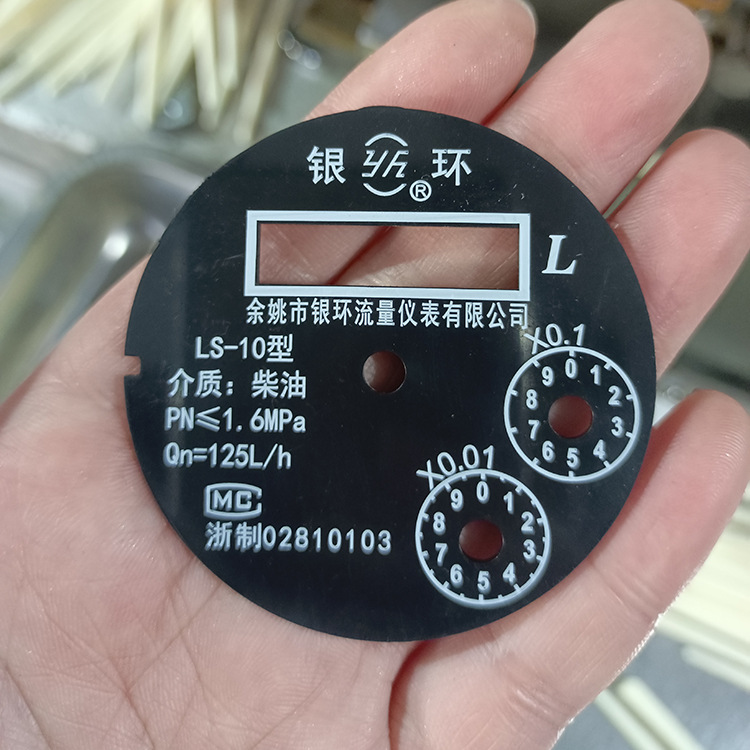 银 yh ® 环
L
余姚市银环流量仪表有限公司
LS-10型
介质：柴油
PN≤1.6MPa
Qn=125L/h
MC
浙制02810103
X0.1
0 1 2 3 4 5 6 7 8 9
X0.01
0 1 2 3 4 5 6 7 8 9